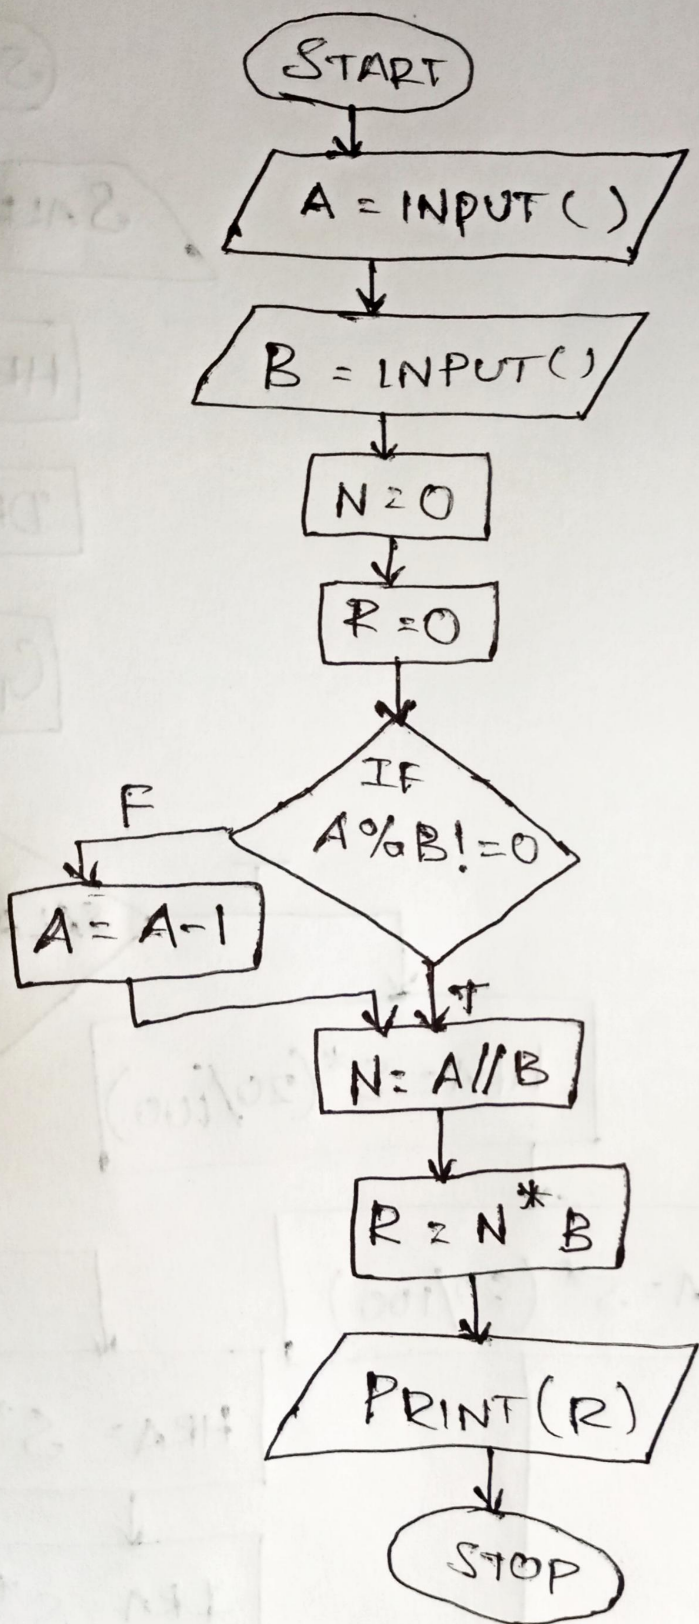 START
A = INPUT ( )
B = INPUT ( )
N = 0
R = 0
IF
A % B ! = 0
F
A = A - 1
T
N = A // B
R = N * B
PRINT (R)
STOP